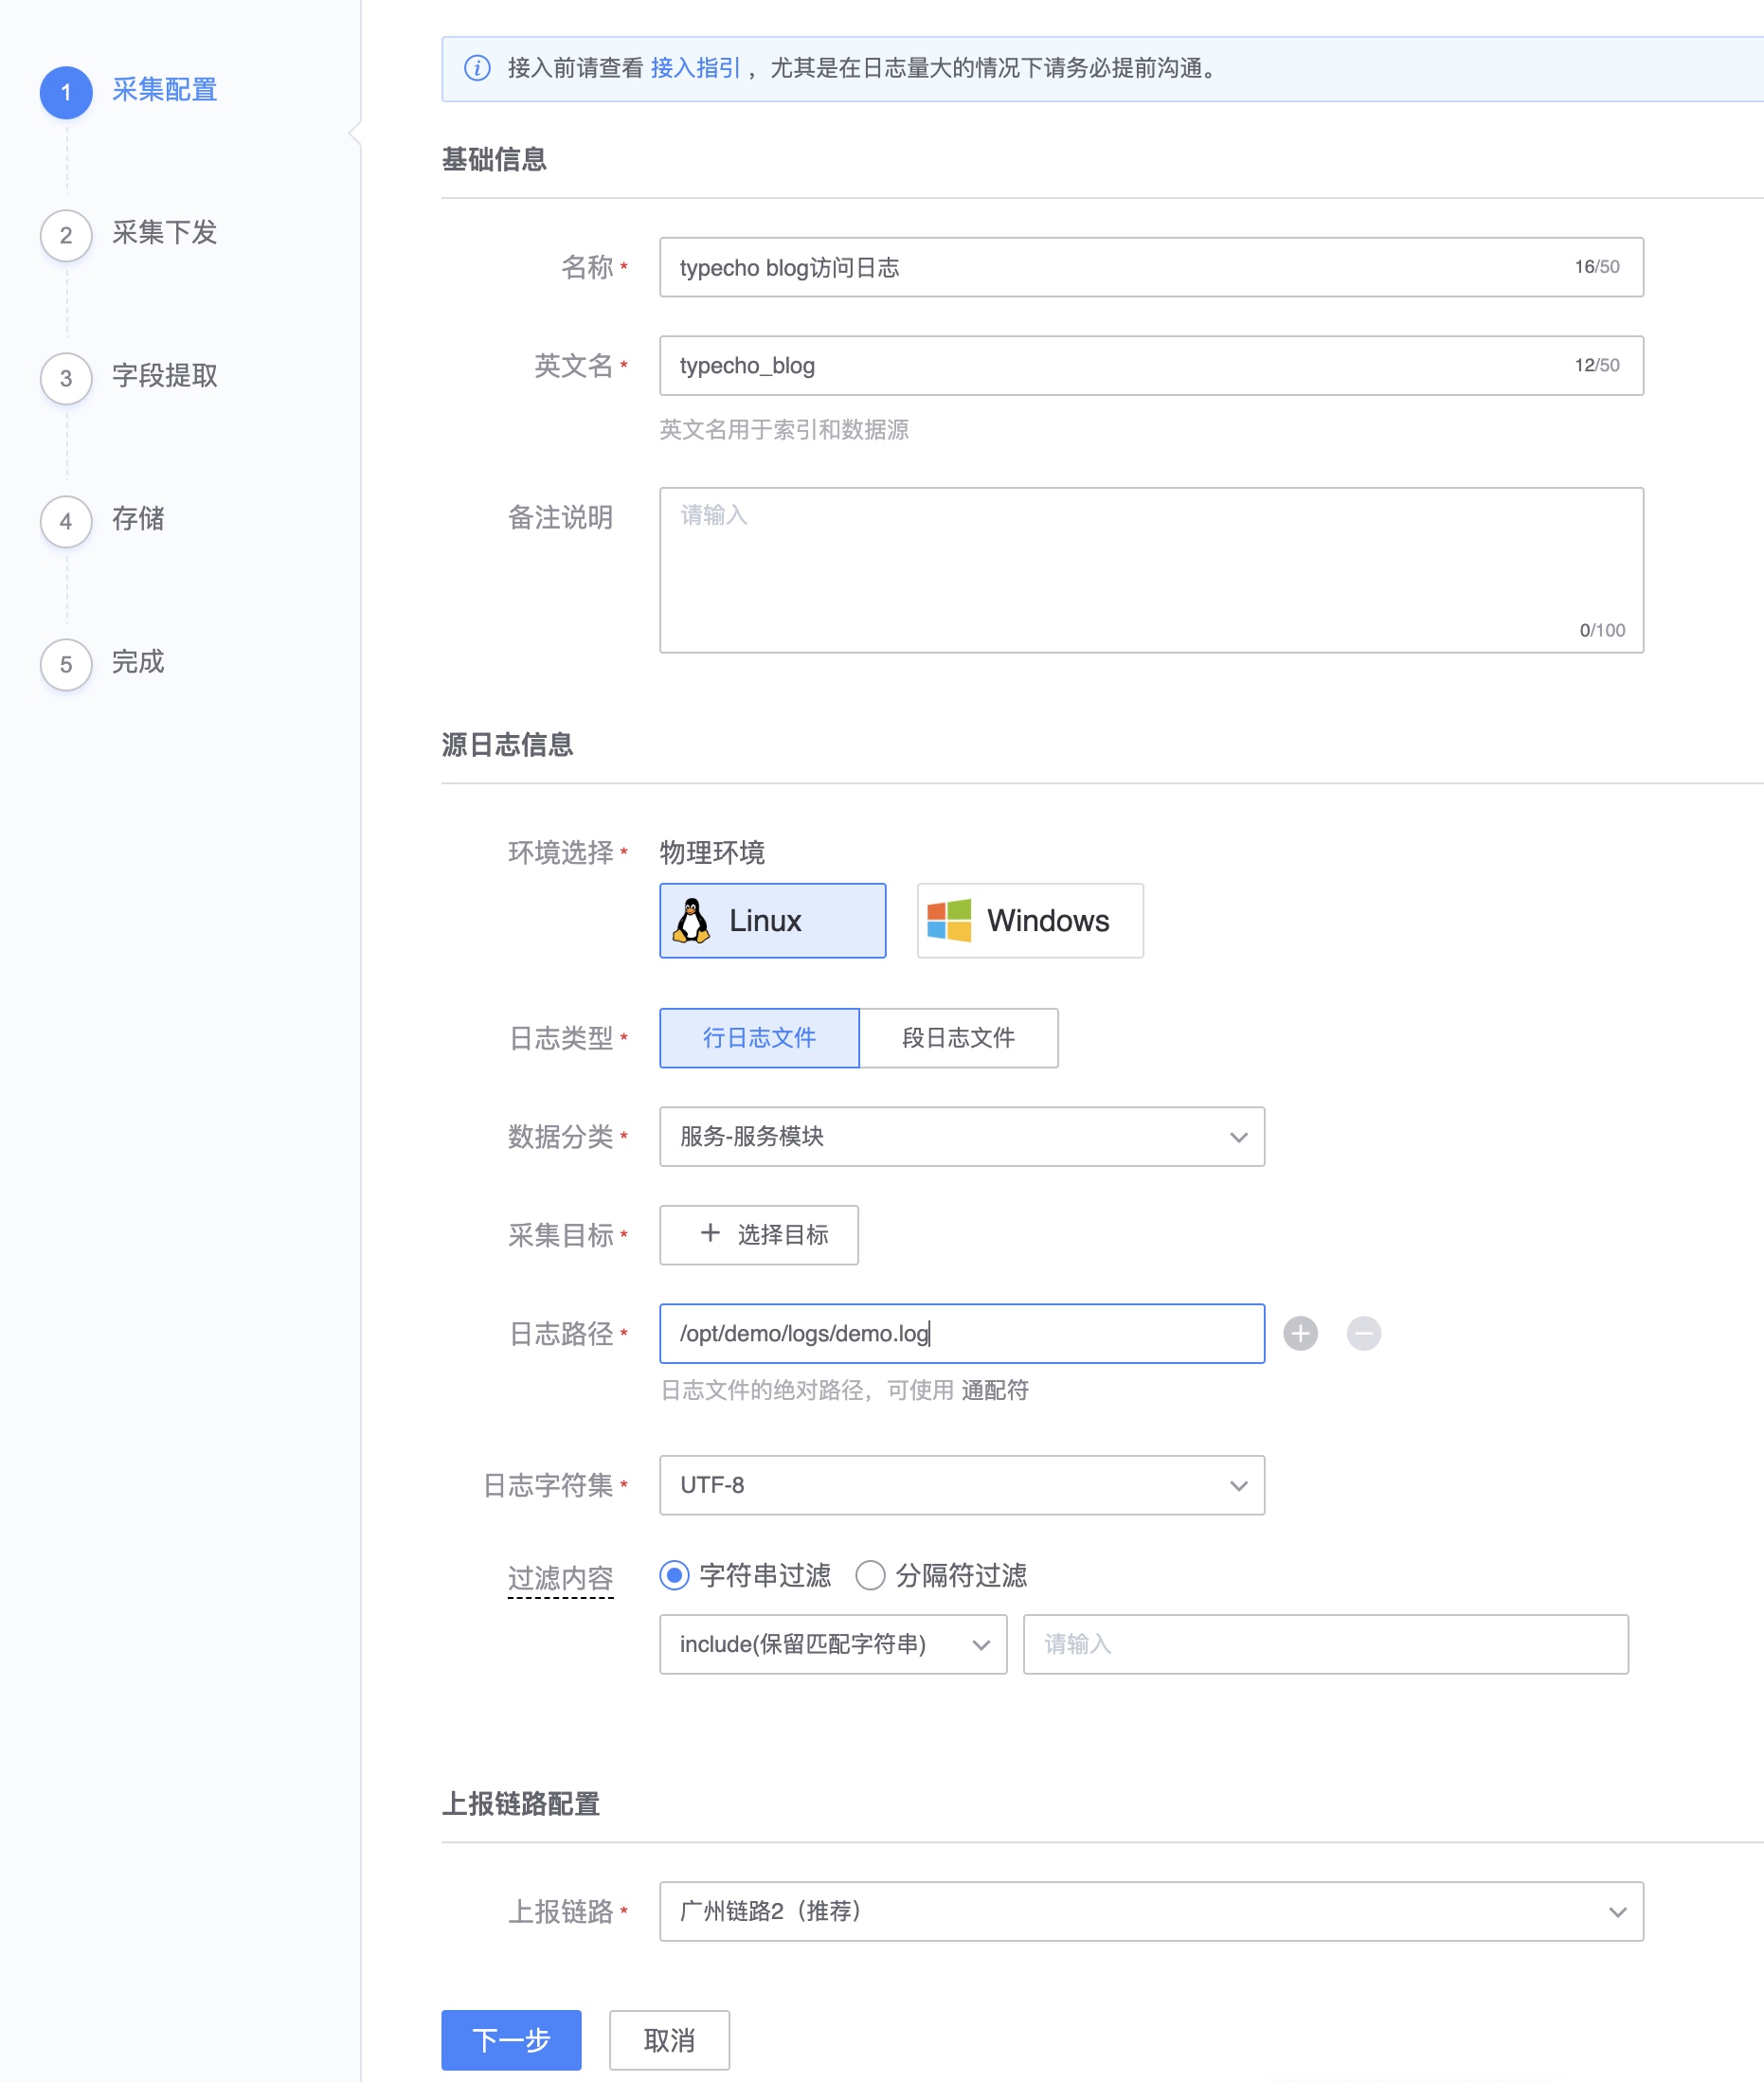 1 采集配置
2 采集下发
3 字段提取
4 存储
5 完成
接入前请查看 接入指引 ，尤其是在日志量大的情况下请务必提前沟通。
基础信息
名称 * typecho blog访问日志 16/50
英文名 * typecho_blog 12/50
英文名用于索引和数据源
备注说明 请输入
0/100
源日志信息
环境选择 * 物理环境
Linux Windows
日志类型 * 行日志文件 段日志文件
数据分类 * 服务-服务模块
采集目标 * + 选择目标
日志路径 * /opt/demo/logs/demo.log
日志文件的绝对路径，可使用 通配符
日志字符集 * UTF-8
过滤内容 字符串过滤 分隔符过滤
include(保留匹配字符串) 请输入
上报链路配置
上报链路 * 广州链路2（推荐）
下一步 取消